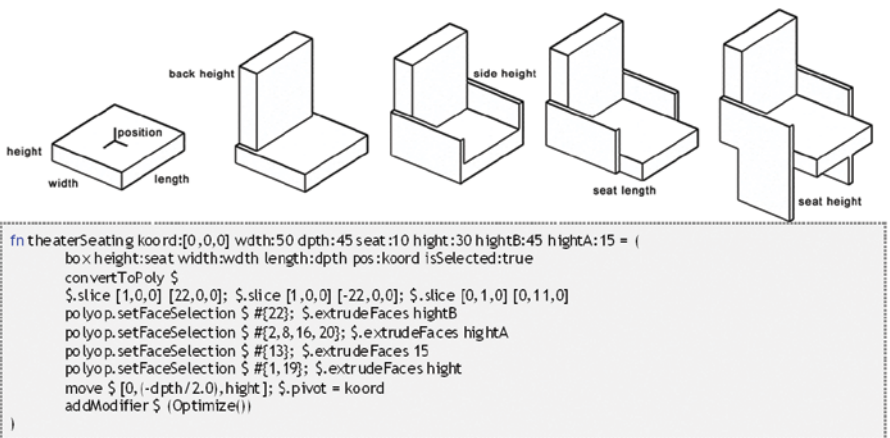 back height
side height
position
height
width
length
seat length
seat height
fn theaterSeating koord:[0,0,0] wdth:50 dpth:45 seat:10 hight:30 hightB:45 hightA:15 = (
box height:seat width:wdth length:dpth pos:koord isSelected:true
convertToPoly $
$.slice [1,0,0] [22,0,0]; $.slice [1,0,0] [-22,0,0]; $.slice [0,1,0] [0,11,0]
polyop.setFaceSelection $ #{22}; $.extrudeFaces hightB
polyop.setFaceSelection $ #{2,8,16,20}; $.extrudeFaces hightA
polyop.setFaceSelection $ #{13}; $.extrudeFaces 15
polyop.setFaceSelection $ #{1,19}; $.extrudeFaces hight
move $ [0,(-dpth/2.0),hight]; $.pivot = koord
addModifier $ (Optimize())
)